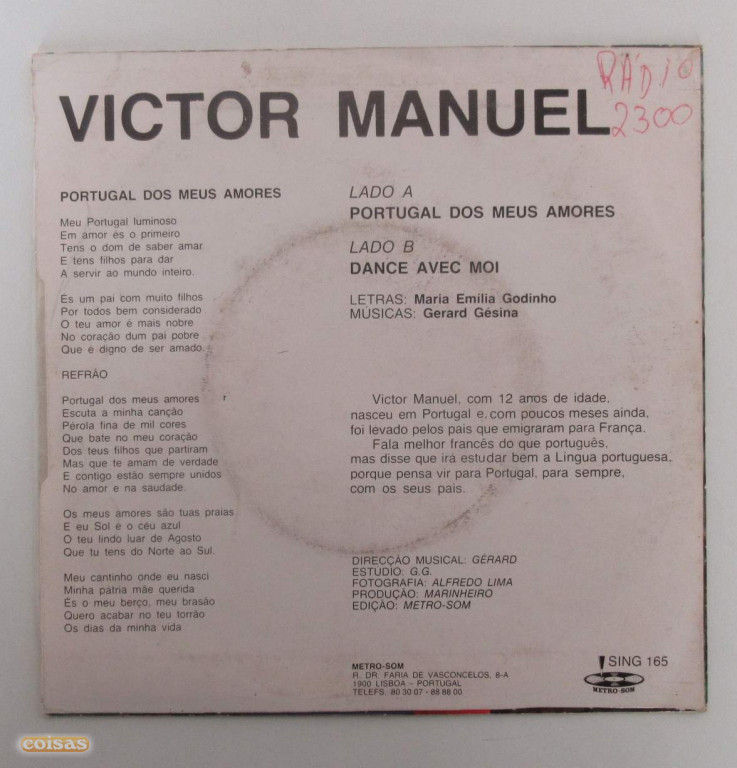 VICTOR MANUEL
RÁDIO
2300
PORTUGAL DOS MEUS AMORES
Meu Portugal luminoso
Em amor és o primeiro
Tens o dom de saber amar
E tens filhos para dar
A servir ao mundo inteiro.
Es um pai com muito filhos
Por todos bem considerado
O teu amor é mais nobre
No coração dum pai pobre
Que é digno de ser amado.
REFRÃO
Portugal dos meus amores
Escuta a minha canção
Pérola fina de mil cores
Que bate no meu coração
Dos teus filhos que partiram
Mas que te amam de verdade
E contigo estão sempre unidos
No amor e na saudade.
Os meus amores são tuas praias
E eu Sol e o céu azul
O teu lindo luar de Agosto
Que tu tens do Norte ao Sul.
Meu cantinho onde eu nasci
Minha pátria mãe querida
És o meu berço, meu brasão
Quero acabar no teu torrão
Os dias da minha vida
LADO A
PORTUGAL DOS MEUS AMORES
LADO B
DANCE AVEC MOI
LETRAS: Maria Emília Godinho
MÚSICAS: Gerard Gésina
Victor Manuel, com 12 anos de idade,
nasceu em Portugal e, com poucos meses ainda,
foi levado pelos pais que emigraram para França.
Fala melhor francês do que português,
mas disse que irá estudar bem a Língua portuguesa,
porque pensa vir para Portugal, para sempre,
com os seus pais.
DIRECÇÃO MUSICAL: GÉRARD
ESTÚDIO: G.G.
FOTOGRAFIA: ALFREDO LIMA
PRODUÇÃO: MARINHEIRO
EDIÇÃO: METRO-SOM
METRO-SOM
R. DR. FARIA DE VASCONCELOS, 8-A
1900 LISBOA – PORTUGAL
TELEFS. 80 30 07 - 88 88 00
SING 165
METRO-SOM
coisas